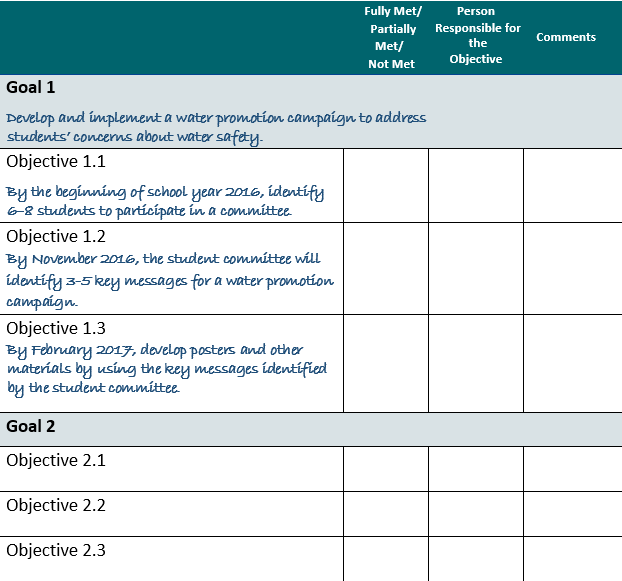 Fully Met/
Partially
Met/
Not Met
Person
Responsible for
the
Objective
Comments
Goal 1
Develop and implement a water promotion campaign to address
students' concerns about water safety.
Objective 1.1
By the beginning of school year 2016, identify
6-8 students to participate in a committee.
Objective 1.2
By November 2016, the student committee will
identify 3-5 key messages for a water promotion
campaign.
Objective 1.3
By February 2017, develop posters and other
materials by using the key messages identified
by the student committee.
Goal 2
Objective 2.1
Objective 2.2
Objective 2.3